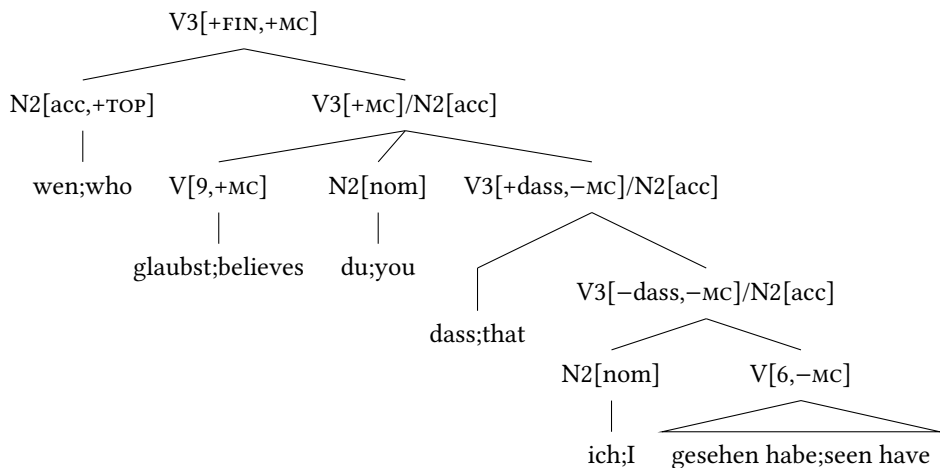 V3[+FIN,+MC]
N2[acc,+TOP] V3[+MC]/N2[acc]
wen;who V[9,+MC] N2[nom] V3[+dass,−MC]/N2[acc]
glaubst;believes du;you
V3[−dass,−MC]/N2[acc]
dass;that
N2[nom] V[6,−MC]
ich;I gesehen habe;seen have